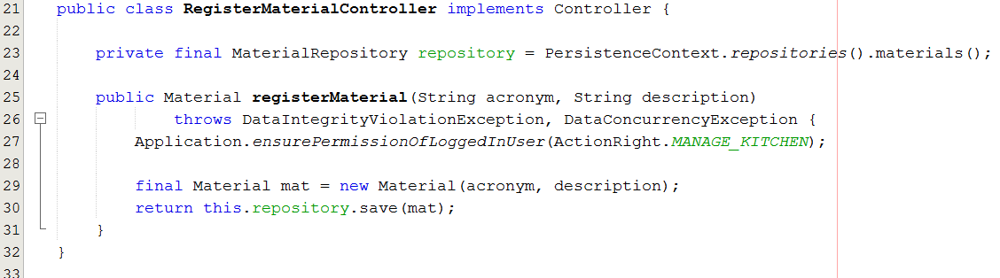 21 public class RegisterMaterialController implements Controller {
22
23 private final MaterialRepository repository = PersistenceContext.repositories().materials();
24
25 public Material registerMaterial(String acronym, String description)
26 throws DataIntegrityViolationException, DataConcurrencyException {
27 Application.ensurePermissionOfLoggedInUser(ActionRight.MANAGE_KITCHEN);
28
29 final Material mat = new Material(acronym, description);
30 return this.repository.save(mat);
31 }
32 }
33